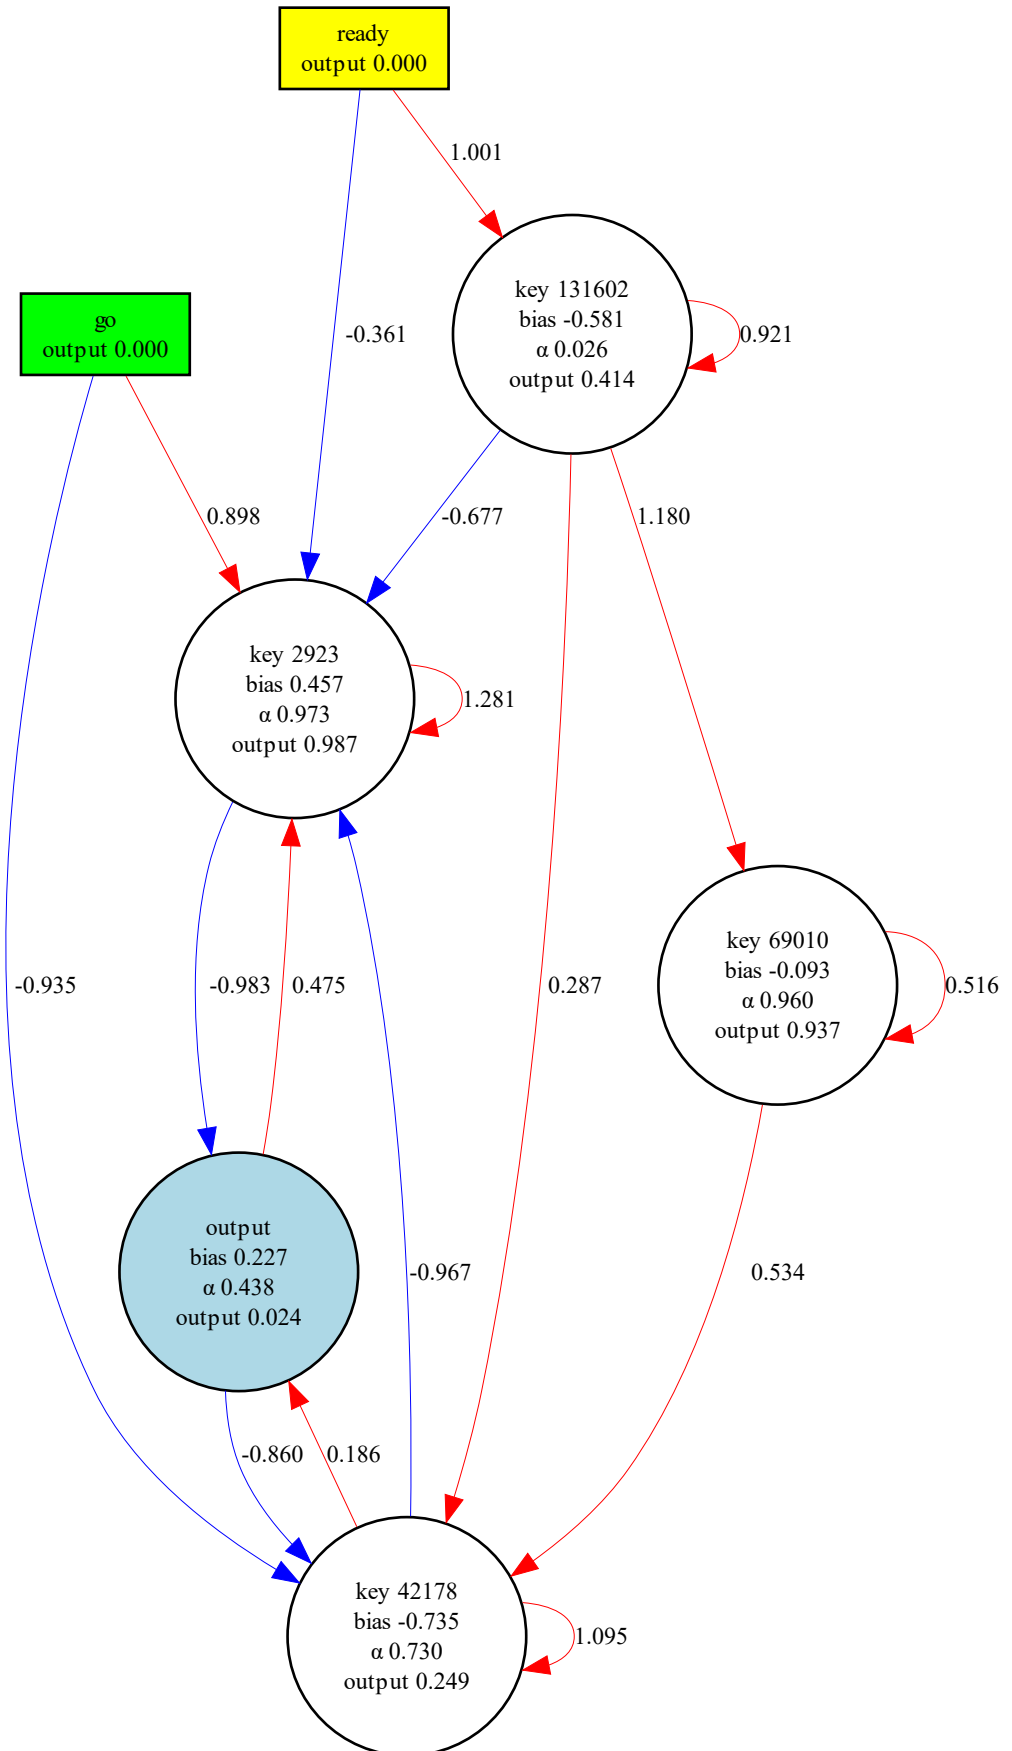 ready
output 0.000
1.001
key 131602
bias -0.581
α 0.026
output 0.414
0.921
-0.361
go
output 0.000
0.898
-0.677
1.180
key 2923
bias 0.457
α 0.973
output 0.987
1.281
key 69010
bias -0.093
α 0.960
output 0.937
0.516
-0.935
-0.983
0.475
0.287
output
bias 0.227
α 0.438
output 0.024
-0.967
0.534
-0.860
0.186
key 42178
bias -0.735
α 0.730
output 0.249
1.095